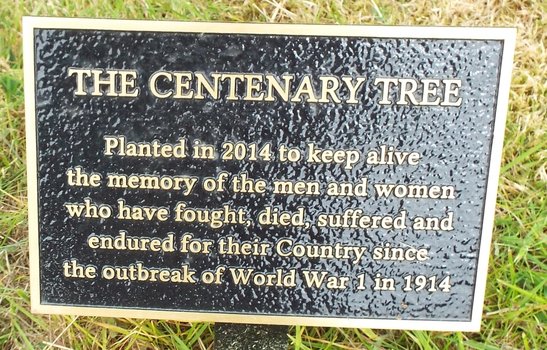 THE CENTENARY TREE
Planted in 2014 to keep alive
the memory of the men and women
who have fought, died, suffered and
endured for their Country since
the outbreak of World War 1 in 1914